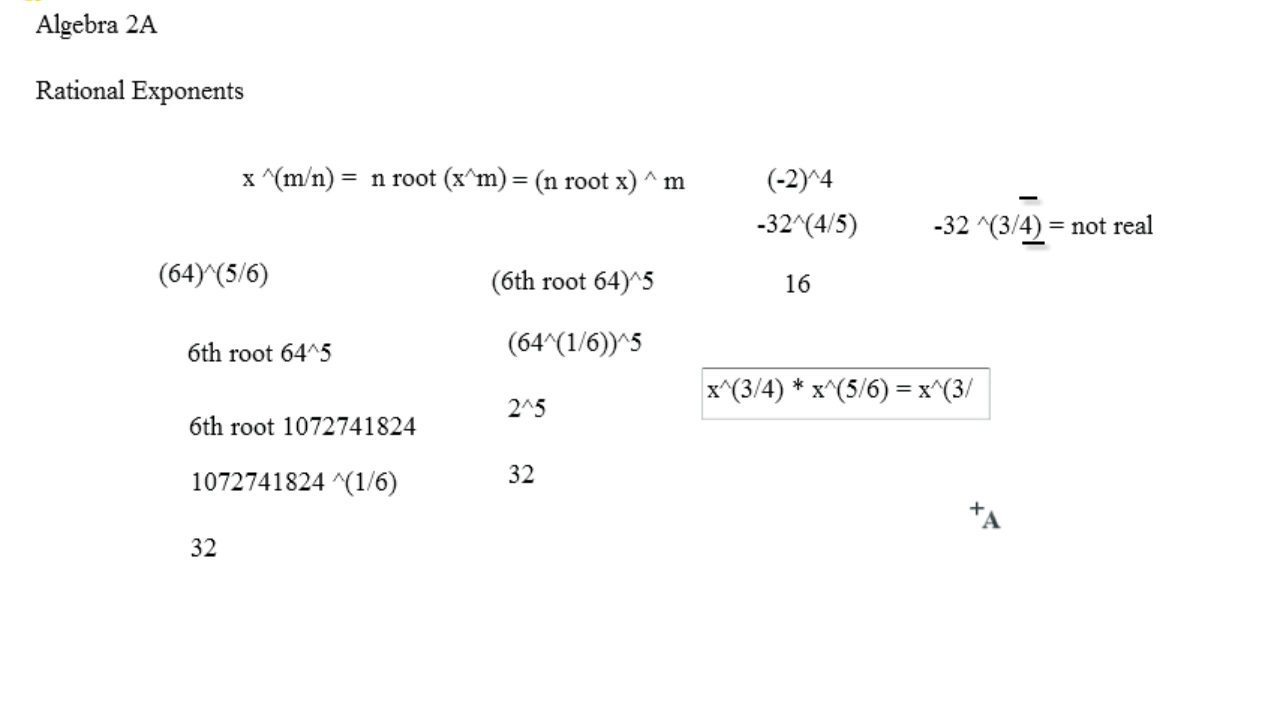 Algebra 2A
Rational Exponents
x ^(m/n) = n root (x^m) = (n root x) ^ m
(-2)^4
-32^(4/5)
-32 ^(3/4) = not real
16
(64)^(5/6)
6th root 64^5
6th root 1072741824
1072741824 ^(1/6)
32
(6th root 64)^5
(64^(1/6))^5
2^5
32
x^(3/4) * x^(5/6) = x^(3/
+A